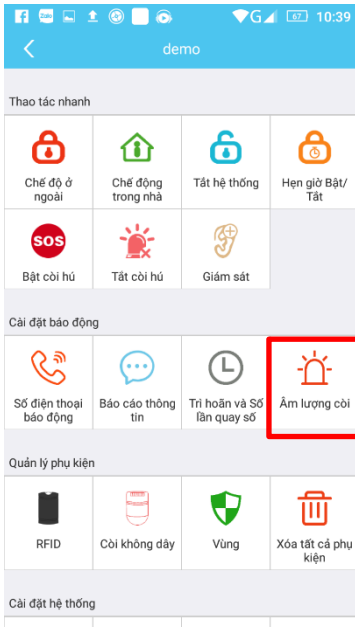 67 10:39
demo
Thao tác nhanh
Chế độ ở
ngoài
Chế động
trong nhà
Tắt hệ thống
Hẹn giờ Bật/
Tắt
SOS
Bật còi hú
Tắt còi hú
Giám sát
Cài đặt báo động
Số điện thoại
báo động
Báo cáo thông
tin
Trì hoãn và Số
lần quay số
Âm lượng còi
Quản lý phụ kiện
RFID
Còi không dây
Vùng
Xóa tất cả phụ
kiện
Cài đặt hệ thống